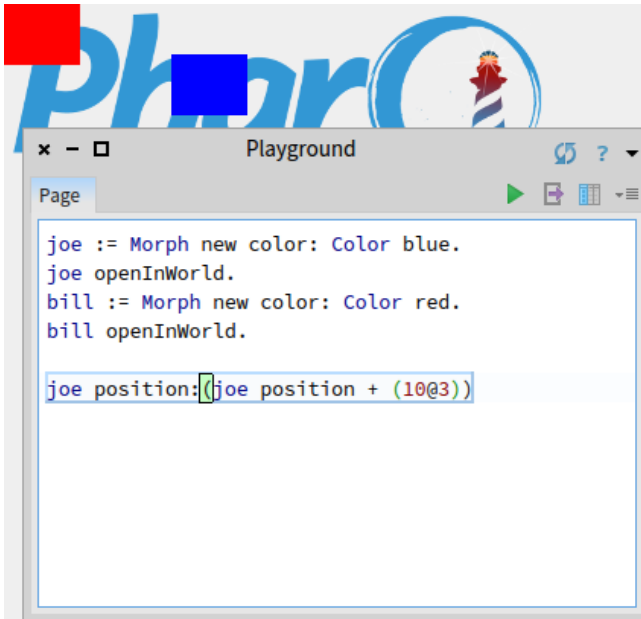 Pharo
× − □ Playground ?
Page
joe := Morph new color: Color blue.
joe openInWorld.
bill := Morph new color: Color red.
bill openInWorld.
joe position:(joe position + (10@3))